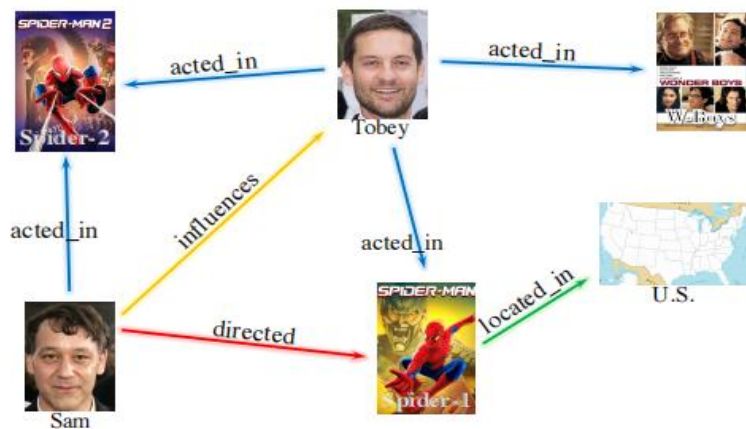 SPIDER-MAN 2
Spider-2
acted_in
Tobey
acted_in
WONDER BOYS
W-Boys
influences
acted_in
acted_in
U.S.
located_in
directed
SPIDER-MAN
Spider-1
Sam